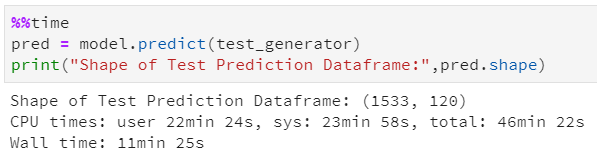 %%time
pred = model.predict(test_generator)
print("Shape of Test Prediction Dataframe:",pred.shape)
Shape of Test Prediction Dataframe: (1533, 120)
CPU times: user 22min 24s, sys: 23min 58s, total: 46min 22s
Wall time: 11min 25s